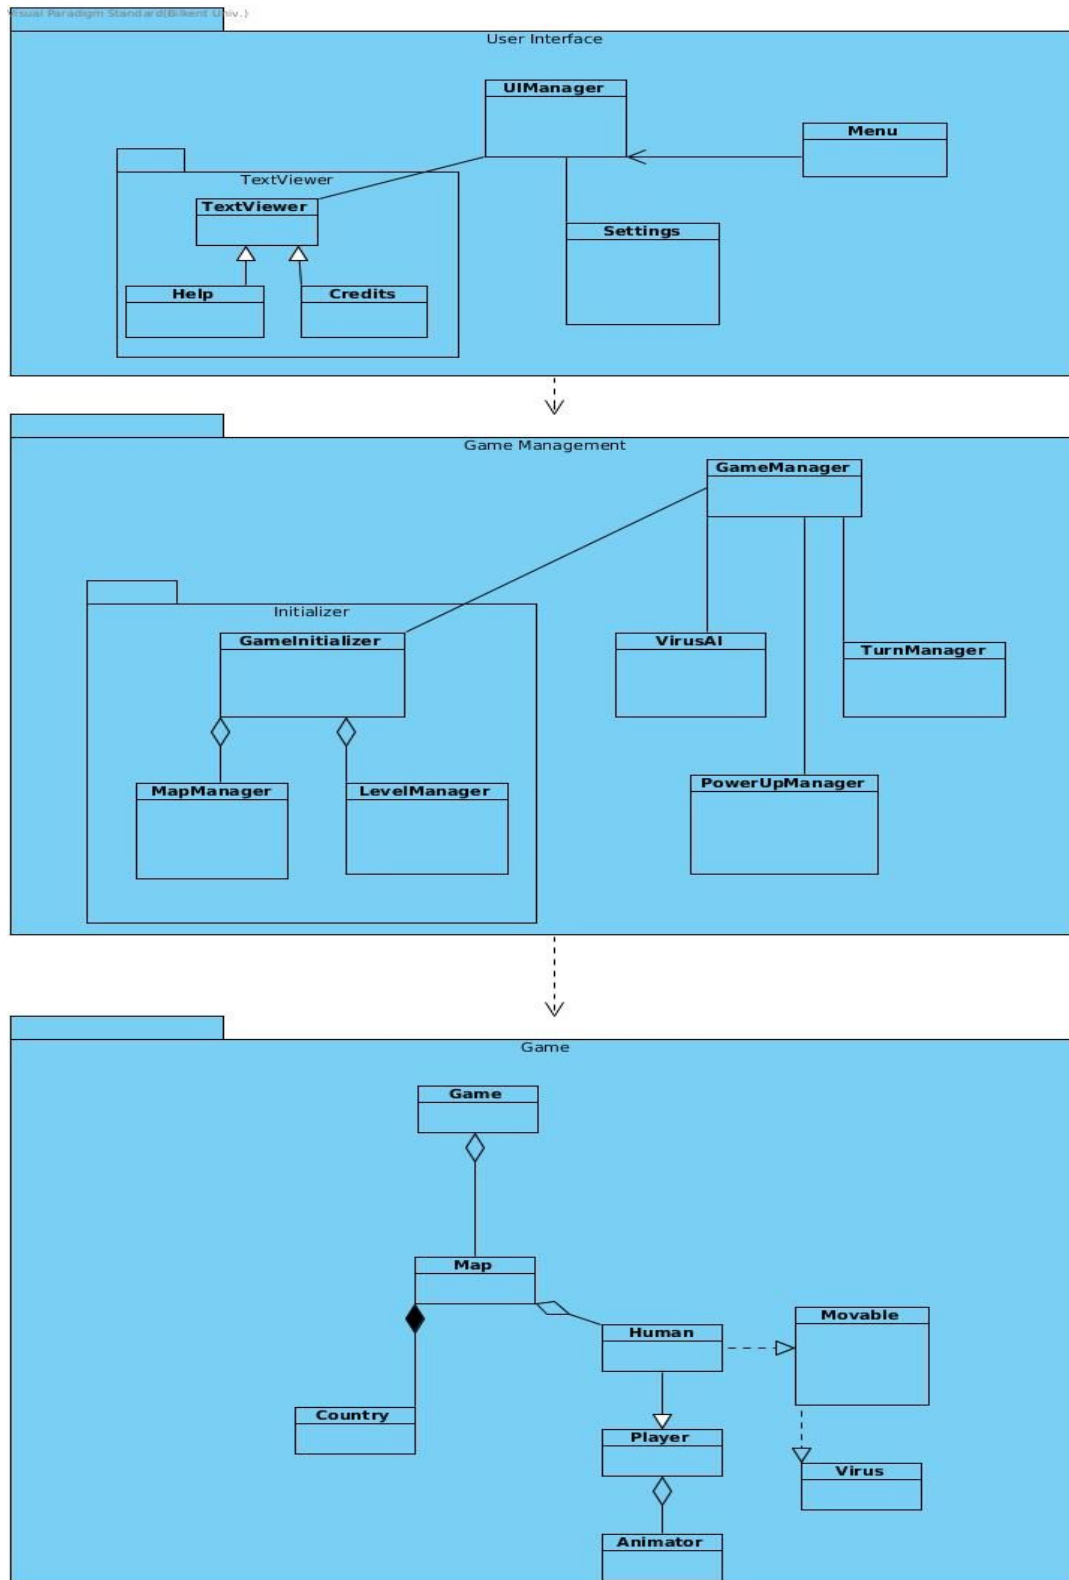 Visual Paradigm Standard(Bilkent Univ.)
User Interface
UIManager
Menu
TextViewer
TextViewer
Settings
Help
Credits
Game Management
GameManager
Initializer
GameInitializer
VirusAI
TurnManager
PowerUpManager
MapManager
LevelManager
Game
Game
Map
Movable
Human
Country
Player
Virus
Animator